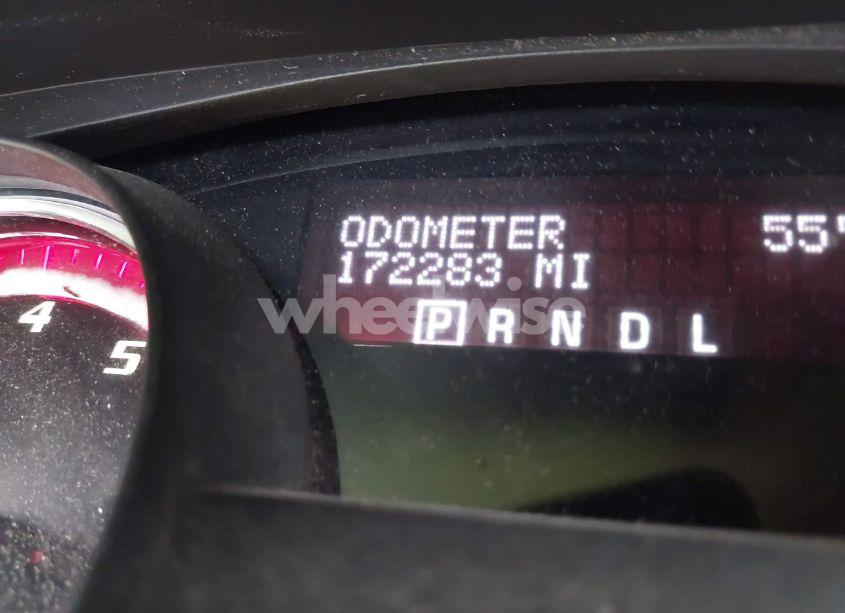 ODOMETER 55°
172283 MI
wheelwise
P R N D L
4
5